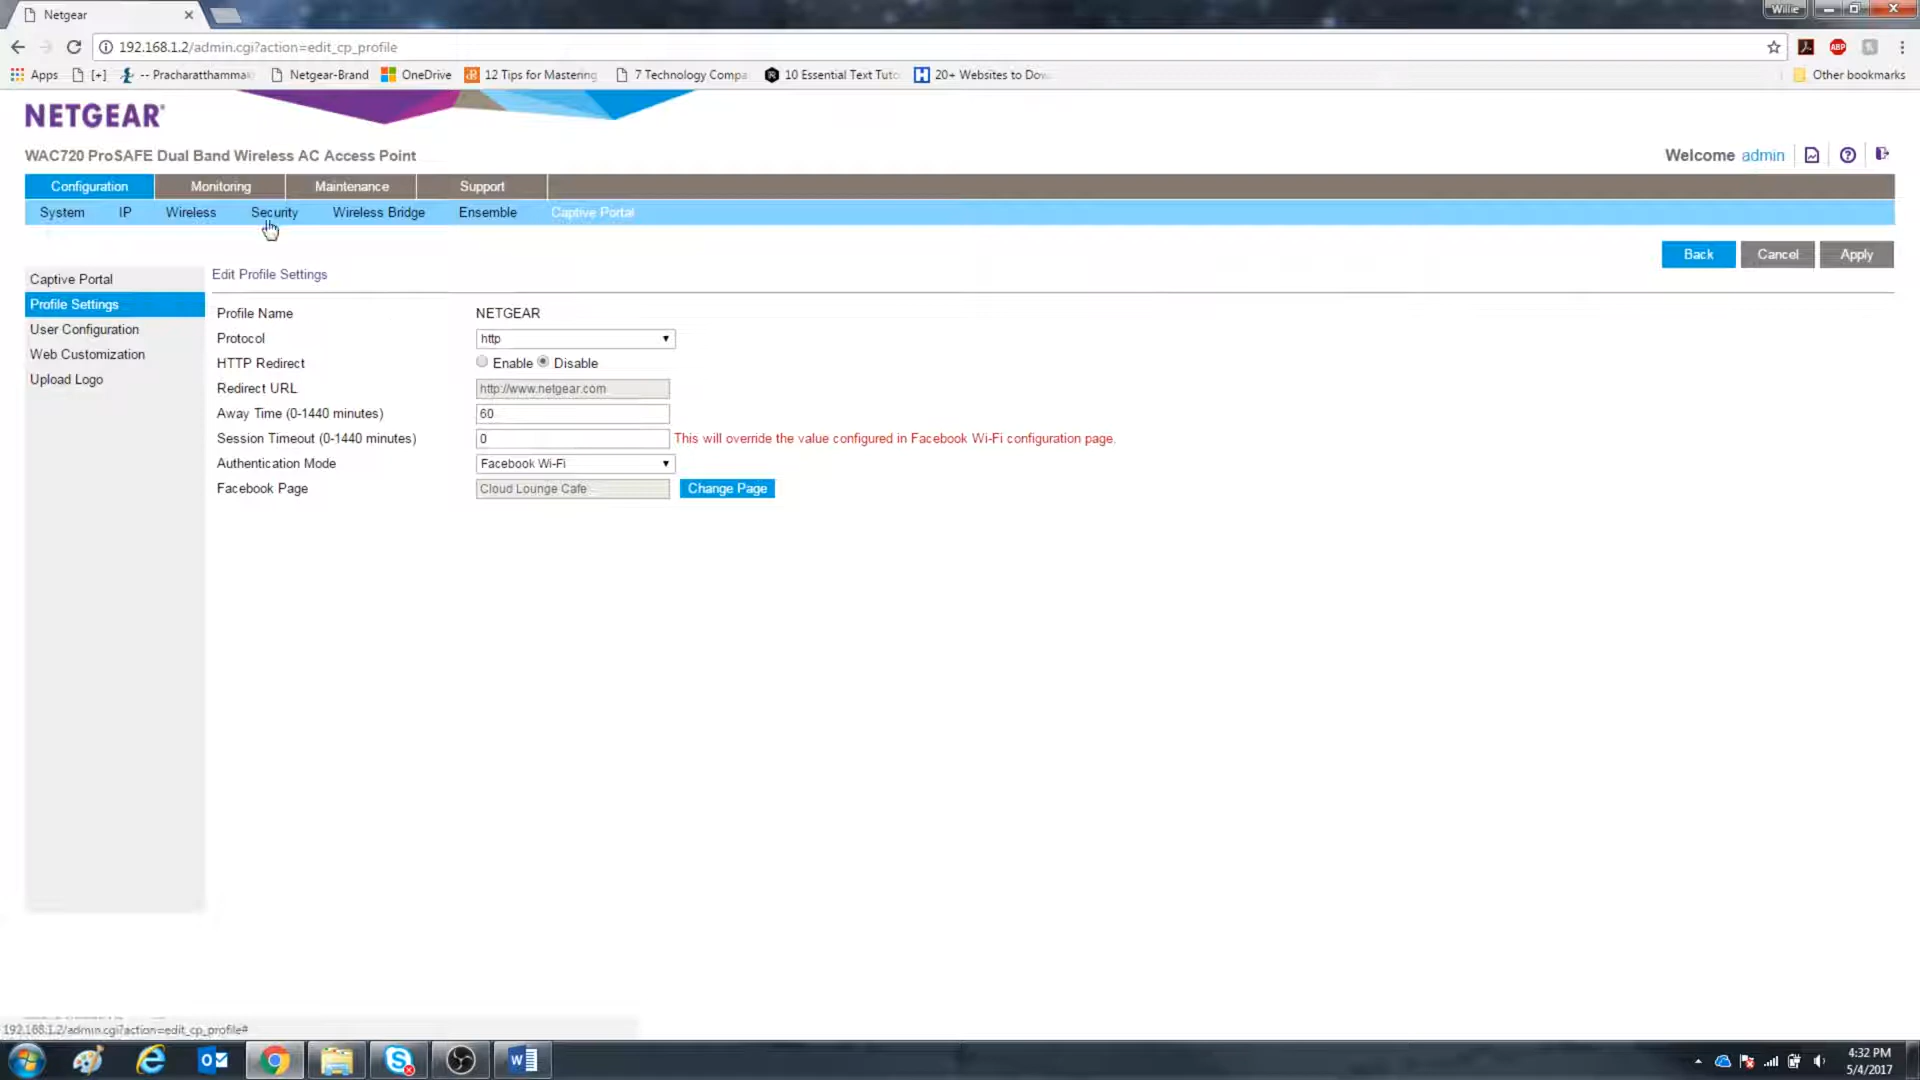 Netgear
Willie
192.168.1.2/admin.cgi?action=edit_cp_profile
ABP
Apps [+] -- Pracharatthamma Netgear-Brand OneDrive 12 Tips for Mastering 7 Technology Compa 10 Essential Text Tuto 20+ Websites to Dow Other bookmarks
NETGEAR
WAC720 ProSAFE Dual Band Wireless AC Access Point
Welcome admin
Configuration Monitoring Maintenance Support
System IP Wireless Security Wireless Bridge Ensemble Captive Portal
Back Cancel Apply
Captive Portal
Profile Settings
User Configuration
Web Customization
Upload Logo
Edit Profile Settings
Profile Name NETGEAR
Protocol http
HTTP Redirect Enable Disable
Redirect URL http://www.netgear.com
Away Time (0-1440 minutes) 60
Session Timeout (0-1440 minutes) 0 This will override the value configured in Facebook Wi-Fi configuration page.
Authentication Mode Facebook Wi-Fi
Facebook Page Cloud Lounge Cafe Change Page
192.168.1.2/admin.cgi?action=edit_cp_profile#
4:32 PM
5/4/2017